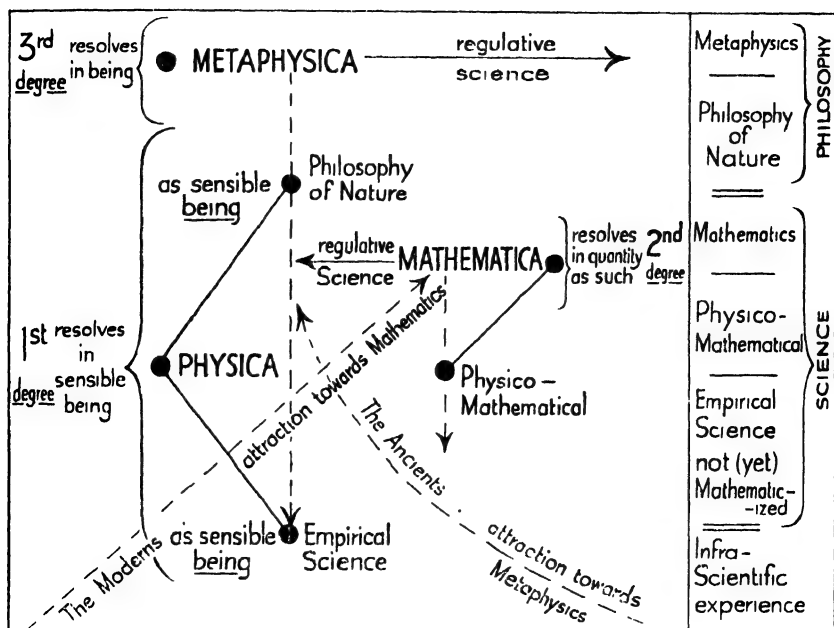 3rd
degree
resolves
in being
METAPHYSICA
regulative
science
as sensible
being
Philosophy
of Nature
regulative
Science
MATHEMATICA
resolves
in quantity
as such
2nd
degree
1st
degree
resolves
in
sensible
being
PHYSICA
Physico-
Mathematical
as sensible
being
Empirical
Science
The Moderns
attraction towards Mathematics
The Ancients
attraction towards
Metaphysics
Metaphysics
Philosophy
of
Nature
PHILOSOPHY
Mathematics
Physico-
Mathematical
Empirical
Science
not (yet)
Mathematic-
-ized
SCIENCE
Infra-
Scientific
experience